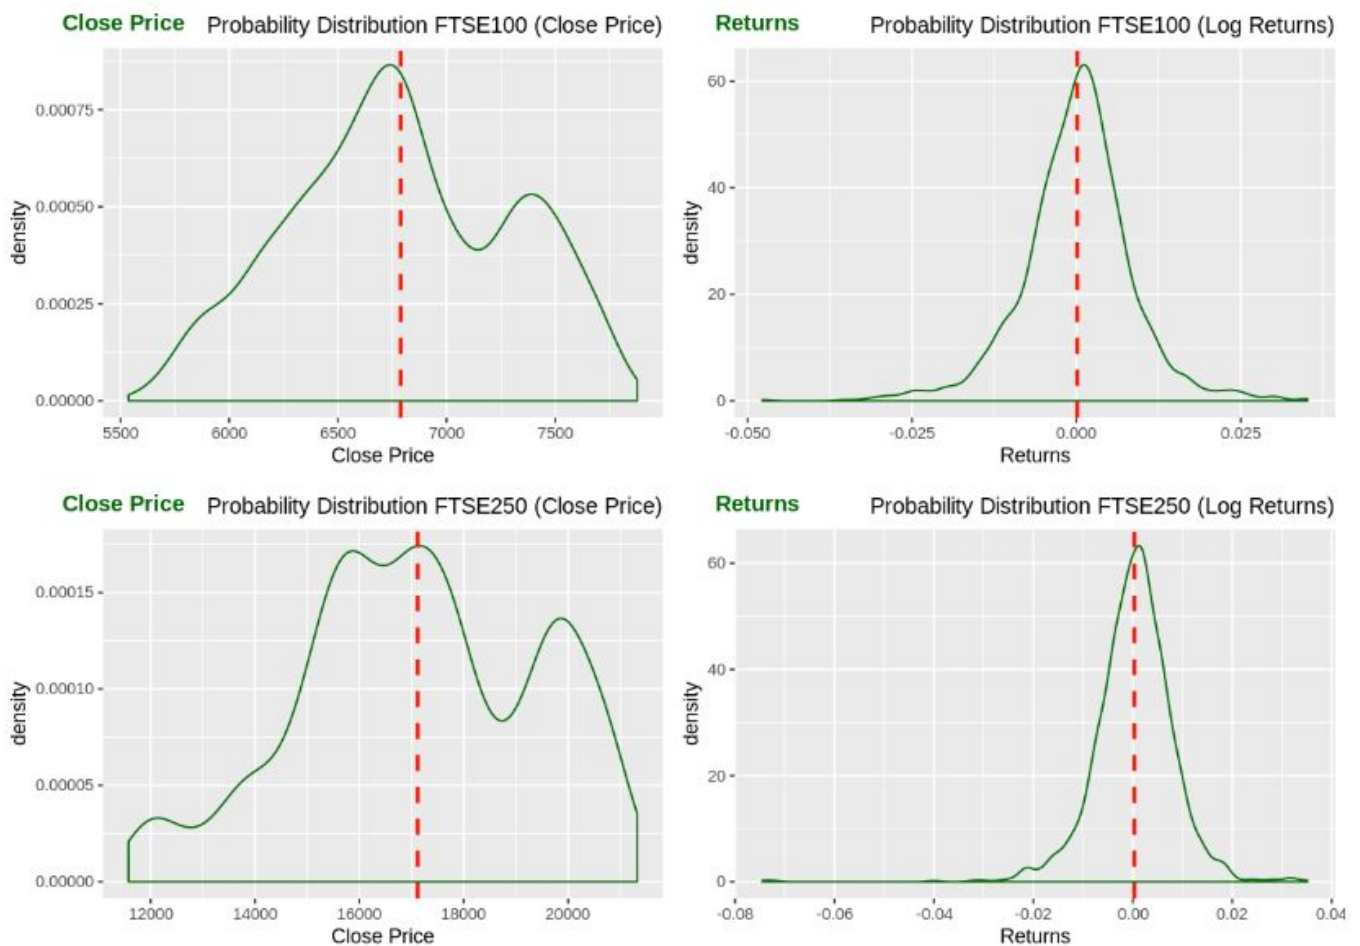 Close Price Probability Distribution FTSE100 (Close Price)
density
0.00075
0.00050
0.00025
0.00000
5500 6000 6500 7000 7500
Close Price
Returns Probability Distribution FTSE100 (Log Returns)
density
60
40
20
0
-0.050 -0.025 0.000 0.025
Returns
Close Price Probability Distribution FTSE250 (Close Price)
density
0.00015
0.00010
0.00005
0.00000
12000 14000 16000 18000 20000
Close Price
Returns Probability Distribution FTSE250 (Log Returns)
density
60
40
20
0
-0.08 -0.06 -0.04 -0.02 0.00 0.02 0.04
Returns